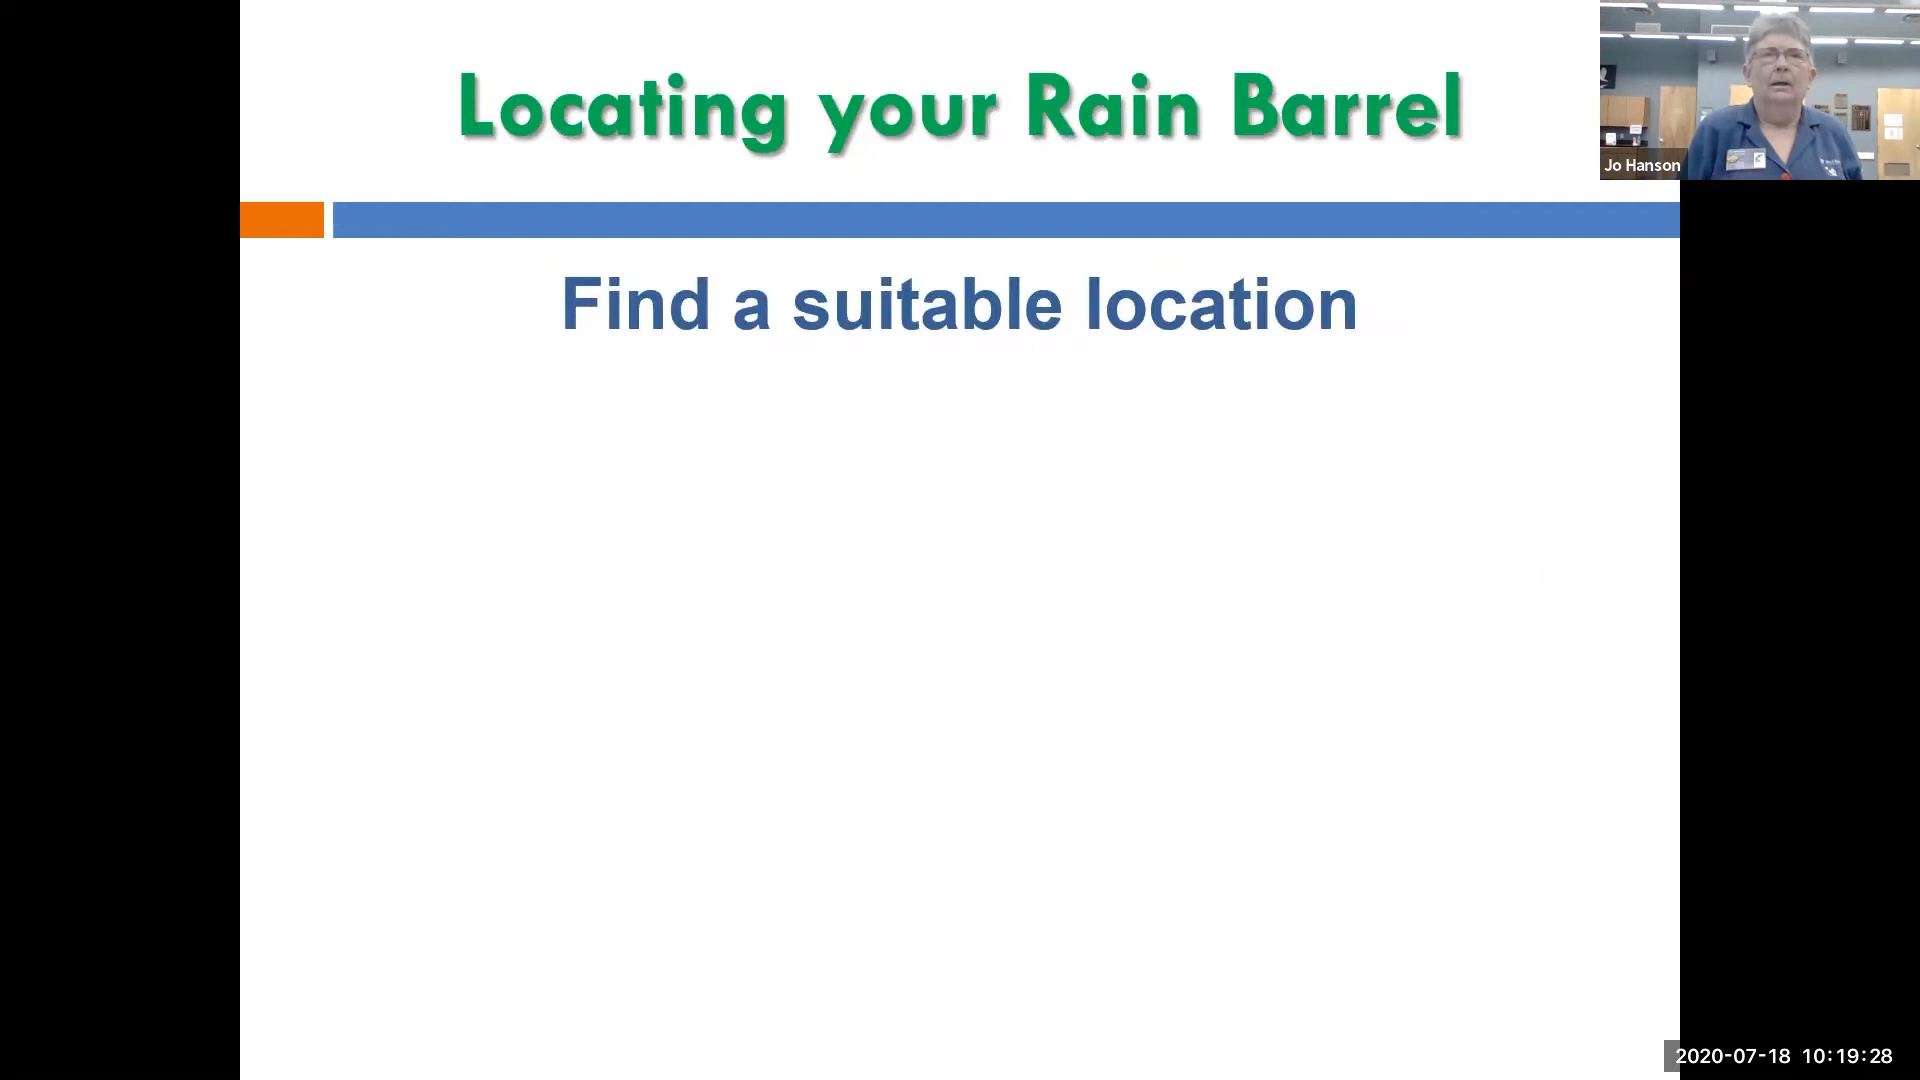 Locating your Rain Barrel
Jo Hanson
Find a suitable location
2020-07-18 10:19:28